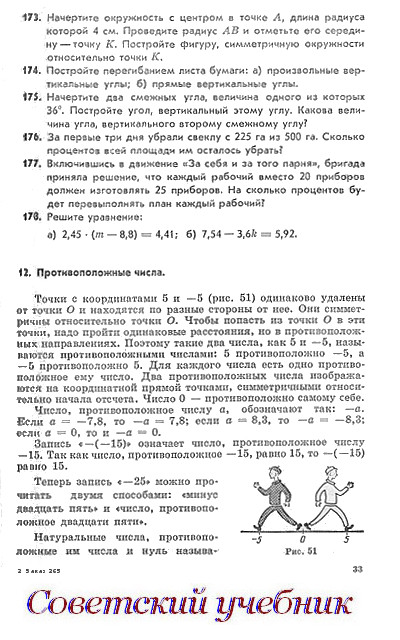 173. Начертите окружность с центром в точке А, длина радиуса
которой 4 см. Проведите радиус АВ и отметьте его середи-
ну — точку К. Постройте фигуру, симметричную окружности
относительно точки К.
174. Постройте перегибанием листа бумаги: а) произвольные вер-
тикальные углы; б) прямые вертикальные углы.
175. Начертите два смежных угла, величина одного из которых
36°. Постройте угол, вертикальный этому углу. Какова вели-
чина угла, вертикального второму смежному углу?
176. За первые три дня убрали свеклу с 225 га из 500 га. Сколько
процентов всей площади им осталось убрать?
177. Включившись в движение «За себя и за того парня», бригада
приняла решение, что каждый рабочий вместо 20 приборов
должен изготовлять 25 приборов. На сколько процентов бу-
дет перевыполнять план каждый рабочий?
178. Решите уравнение:
а) 2,45 · (m — 8,8) = 4,41; б) 7,54 — 3,6k = 5,92.
12. Противоположные числа.
Точки с координатами 5 и —5 (рис. 51) одинаково удалены
от точки О и находятся по разные стороны от нее. Они симмет-
ричны относительно точки О. Чтобы попасть из точки О в эти
точки, надо пройти одинаковые расстояния, но в противополож-
ных направлениях. Поэтому такие два числа, как 5 и —5, назы-
ваются противоположными числами: 5 противоположно —5, а
—5 противоположно 5. Для каждого числа есть одно противо-
положное ему число. Два противоположных числа изобража-
ются на координатной прямой точками, симметричными относи-
тельно начала отсчета. Число 0 — противоположно самому себе.
Число, противоположное числу a, обозначают так: —a.
Если a = —7,8, то —a = 7,8; если a = 8,3, то —a = —8,3;
если a = 0, то и —a = 0.
Запись «—(—15)» означает число, противоположное числу
—15. Так как число, противоположное —15, равно 15, то —(—15)
равно 15.
Теперь запись «—25» можно про-
читать двумя способами: «минус
двадцать пять» и «число, противопо-
ложное двадцати пяти».
Натуральные числа, противопо-
ложные им числа и нуль называ-
-5 0 5
Рис. 51
2 Заказ 265
33
Советский учебник